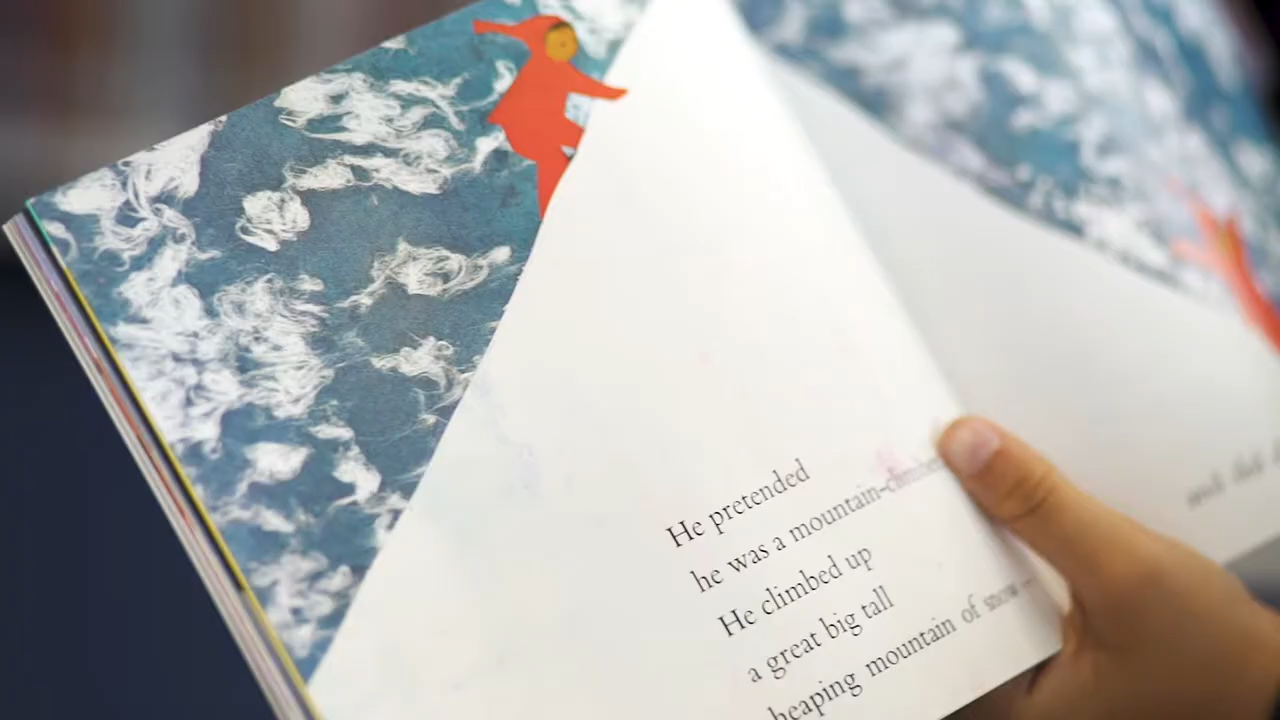 He pretended
he was a mountain-climber
He climbed up
a great big tall
heaping mountain of snow—